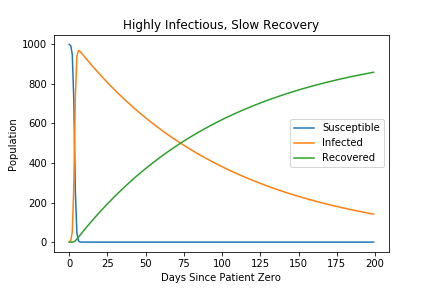 Highly Infectious, Slow Recovery
Population
1000
800
600
400
200
0
Susceptible
Infected
Recovered
0 25 50 75 100 125 150 175 200
Days Since Patient Zero